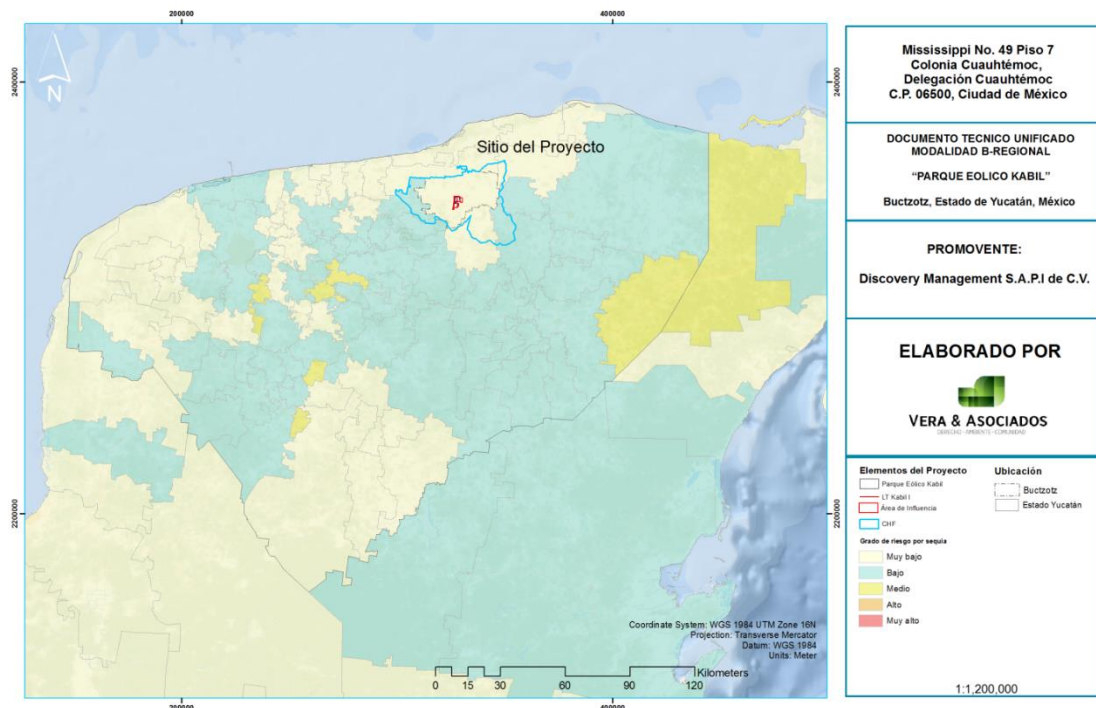 200000
400000
2400000
2400000
N
Sitio del Proyecto
2200000
2200000
Coordinate System: WGS 1984 UTM Zone 16N
Projection: Transverse Mercator
Datum: WGS 1984
Units: Meter
Kilometers
0 15 30 60 90 120
200000
400000
Mississippi No. 49 Piso 7
Colonia Cuauhtémoc,
Delegación Cuauhtémoc
C.P. 06500, Ciudad de México
DOCUMENTO TECNICO UNIFICADO
MODALIDAD B-REGIONAL
“PARQUE EOLICO KABIL”
Buctzotz, Estado de Yucatán, México
PROMOVENTE:
Discovery Management S.A.P.I de C.V.
ELABORADO POR
VERA & ASOCIADOS
DERECHO · AMBIENTE · COMUNIDAD
Elementos del Proyecto
Parque Eólico Kabil
LT Kabil I
Área de Influencia
CHF
Ubicación
Buctzotz
Estado Yucatán
Grado de riesgo por sequia
Muy bajo
Bajo
Medio
Alto
Muy alto
1:1,200,000